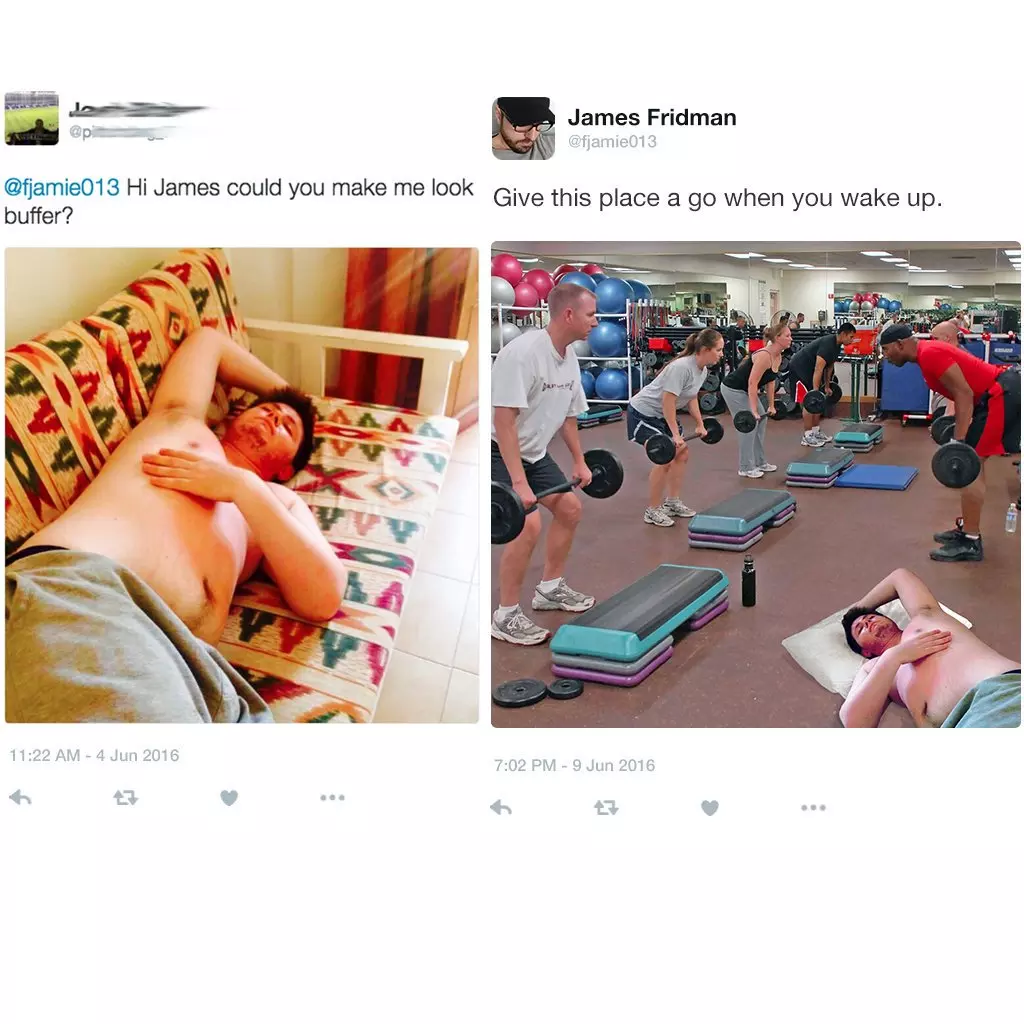 @fjamie013 Hi James could you make me look
buffer?
11:22 AM - 4 Jun 2016
James Fridman
@fjamie013
Give this place a go when you wake up.
7:02 PM - 9 Jun 2016